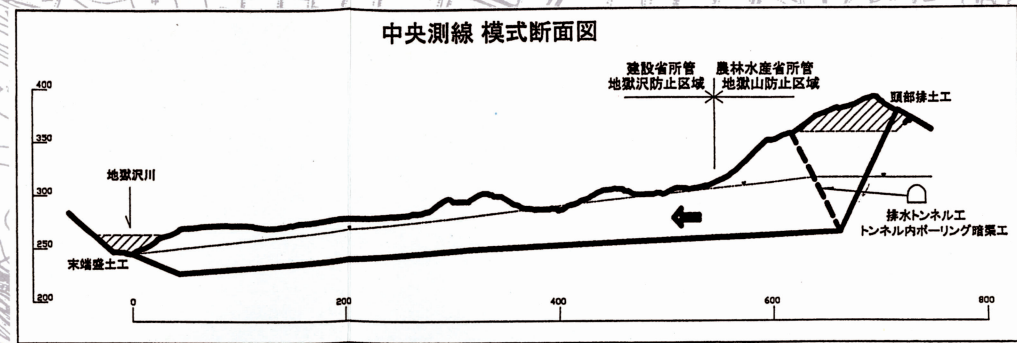 中央測線 模式断面図
建設省所管
地獄沢防止区域
農林水産省所管
地獄山防止区域
頭部排土工
400
350
300
250
200
地獄沢川
末端盛土工
排水トンネル工
トンネル内ボーリング暗渠工
0
200
400
600
800